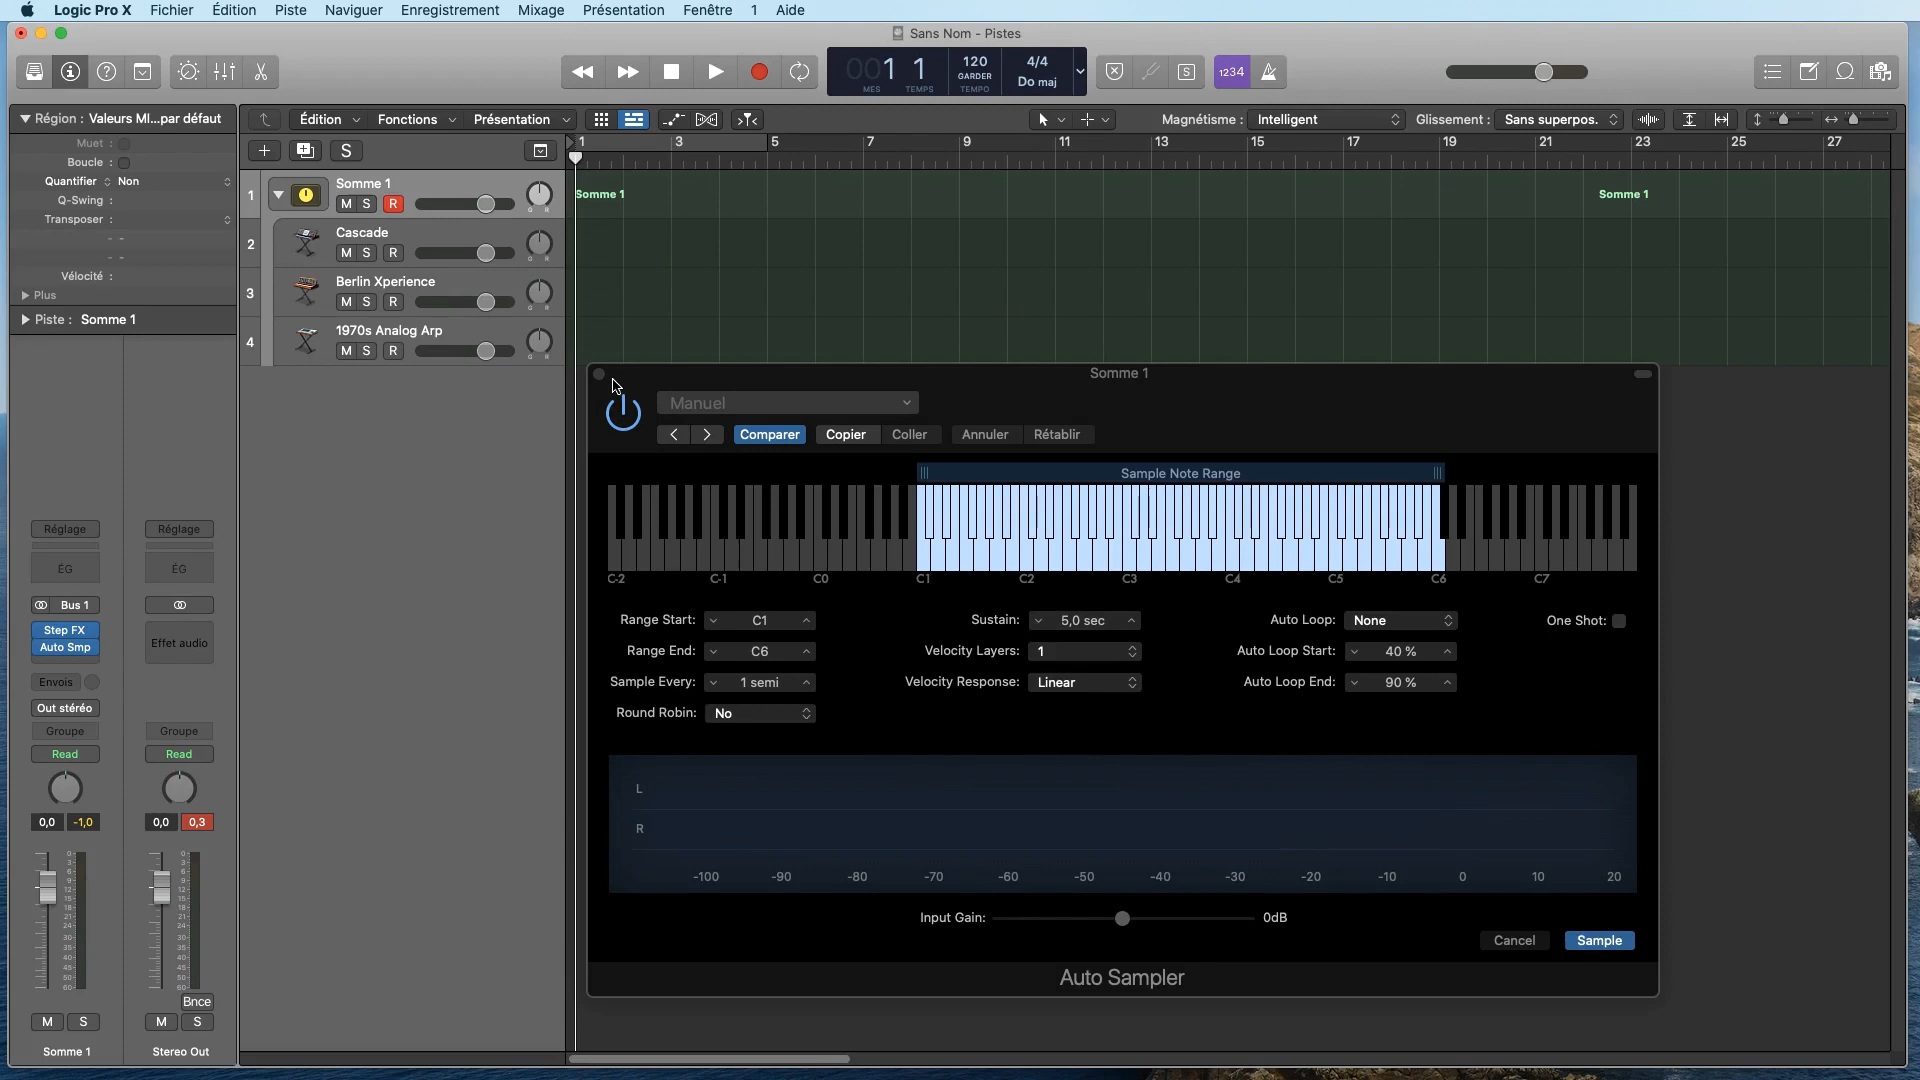 Logic Pro X Fichier Édition Piste Naviguer Enregistrement Mixage Présentation Fenêtre 1 Aide
Sans Nom - Pistes
001 1 120 4/4
GARDER Do maj
MES TEMPS TEMPO
S 1234
Région : Valeurs MI...par défaut
Édition Fonctions Présentation Magnétisme : Intelligent Glissement : Sans superpos.
Muet :
Boucle :
Quantifier Non
Q-Swing :
Transposer :
- -
- -
Vélocité :
Plus
Piste : Somme 1
S
1 3 5 7 9 11 13 15 17 19 21 23 25 27
1 Somme 1
M S R
Somme 1 Somme 1
2 Cascade
M S R
3 Berlin Xperience
M S R
4 1970s Analog Arp
M S R
Somme 1
Manuel
Comparer Copier Coller Annuler Rétablir
Sample Note Range
C-2 C-1 C0 C1 C2 C3 C4 C5 C6 C7
Range Start: C1 Sustain: 5,0 sec Auto Loop: None One Shot:
Range End: C6 Velocity Layers: 1 Auto Loop Start: 40 %
Sample Every: 1 semi Velocity Response: Linear Auto Loop End: 90 %
Round Robin: No
L
R
-100 -90 -80 -70 -60 -50 -40 -30 -20 -10 0 10 20
Input Gain: 0dB
Cancel Sample
Auto Sampler
Réglage Réglage
ÉG ÉG
Bus 1
Step FX
Auto Smp
Effet audio
Envois
Out stéréo
Groupe Groupe
Read Read
0,0 -1,0 0,0 0,3
Bnce
M S M S
Somme 1 Stereo Out